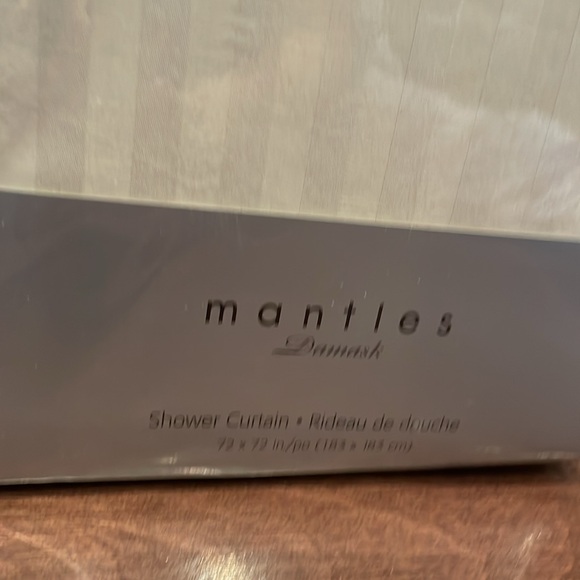 mantles
Damask
Shower Curtain • Rideau de douche
72 x 72 in/po (183 x 183 cm)